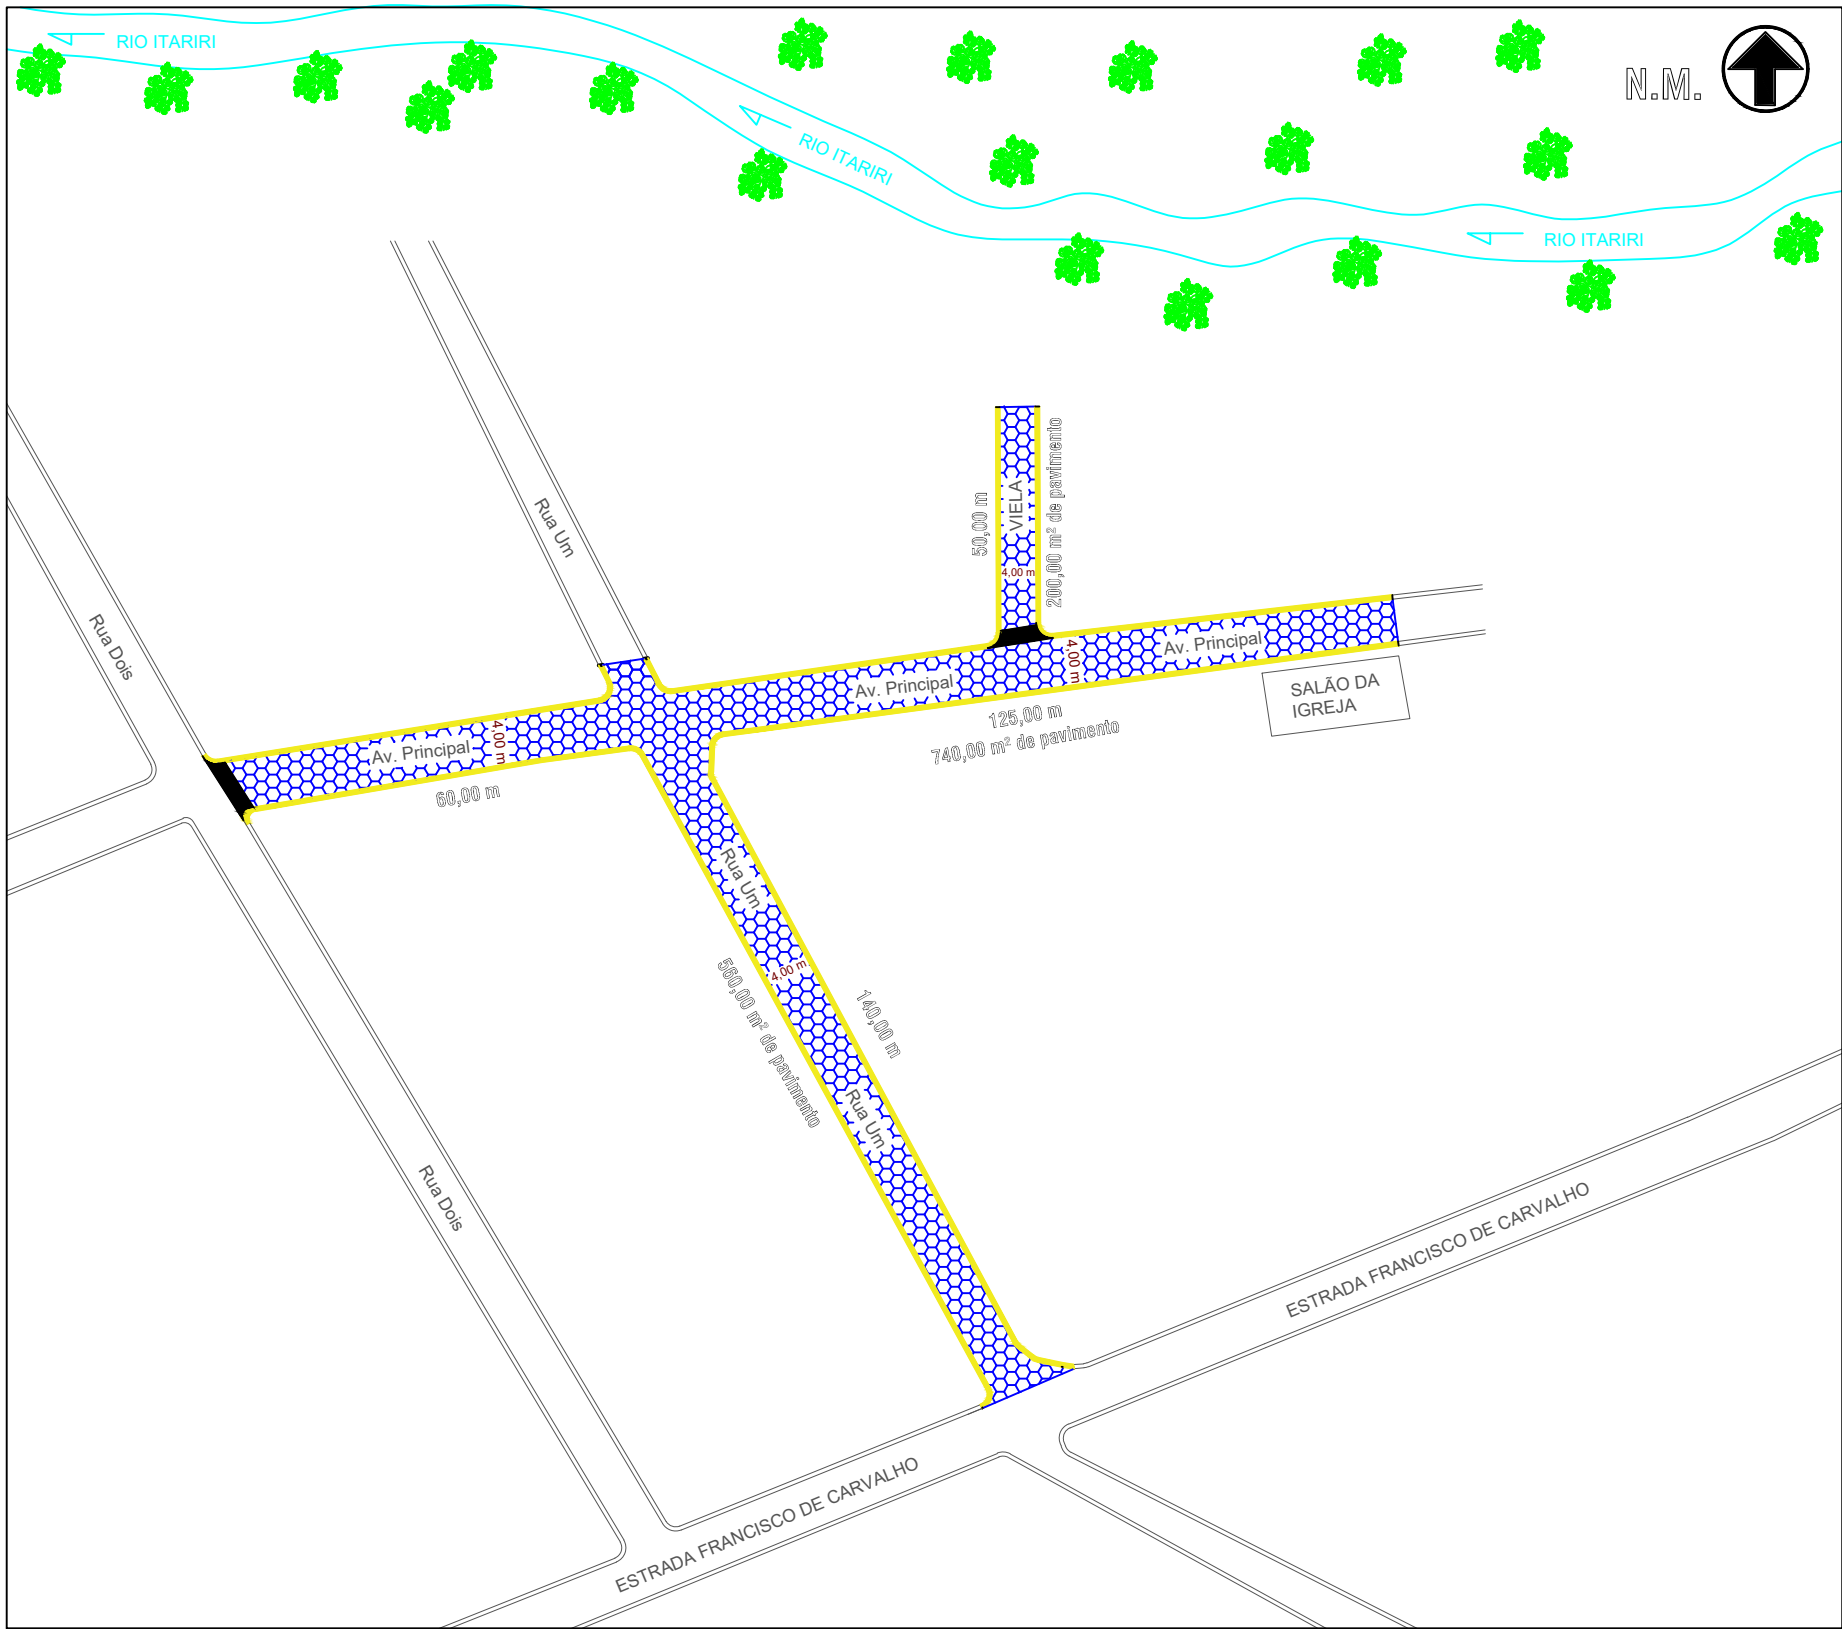 RIO ITARIRI
N.M.
RIO ITARIRI
RIO ITARIRI
Rua Um
50,00 m
VIELA
200,00 m² de pavimento
4,00 m
Rua Dois
Av. Principal
4,00 m
60,00 m
Av. Principal
4,00 m
Av. Principal
125,00 m
740,00 m² de pavimento
SALÃO DA
IGREJA
Rua Um
4,00 m
560,00 m² de pavimento
140,00 m
Rua Um
Rua Dois
ESTRADA FRANCISCO DE CARVALHO
ESTRADA FRANCISCO DE CARVALHO